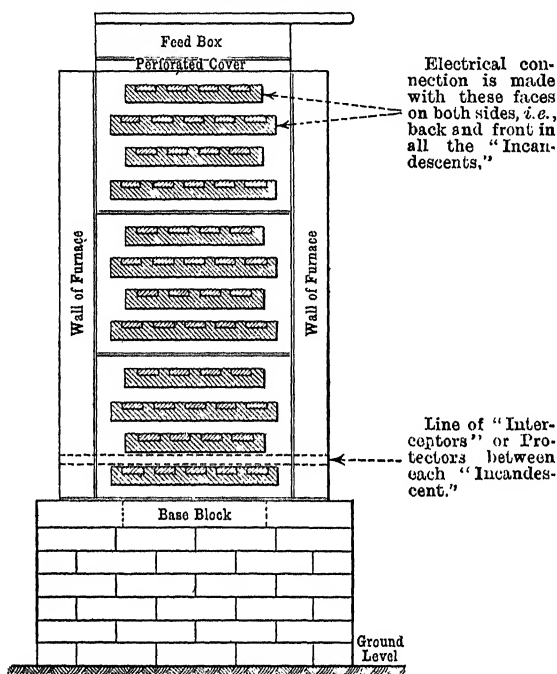 Feed Box
Perforated Cover
Electrical con-
nection is made
with these faces
on both sides, i.e.,
back and front in
all the “Incan-
descents,”
Wall of Furnace
Wall of Furnace
Line of “Inter-
ceptors” or Pro-
tectors between
each “Incandes-
cent.”
Base Block
Ground
Level